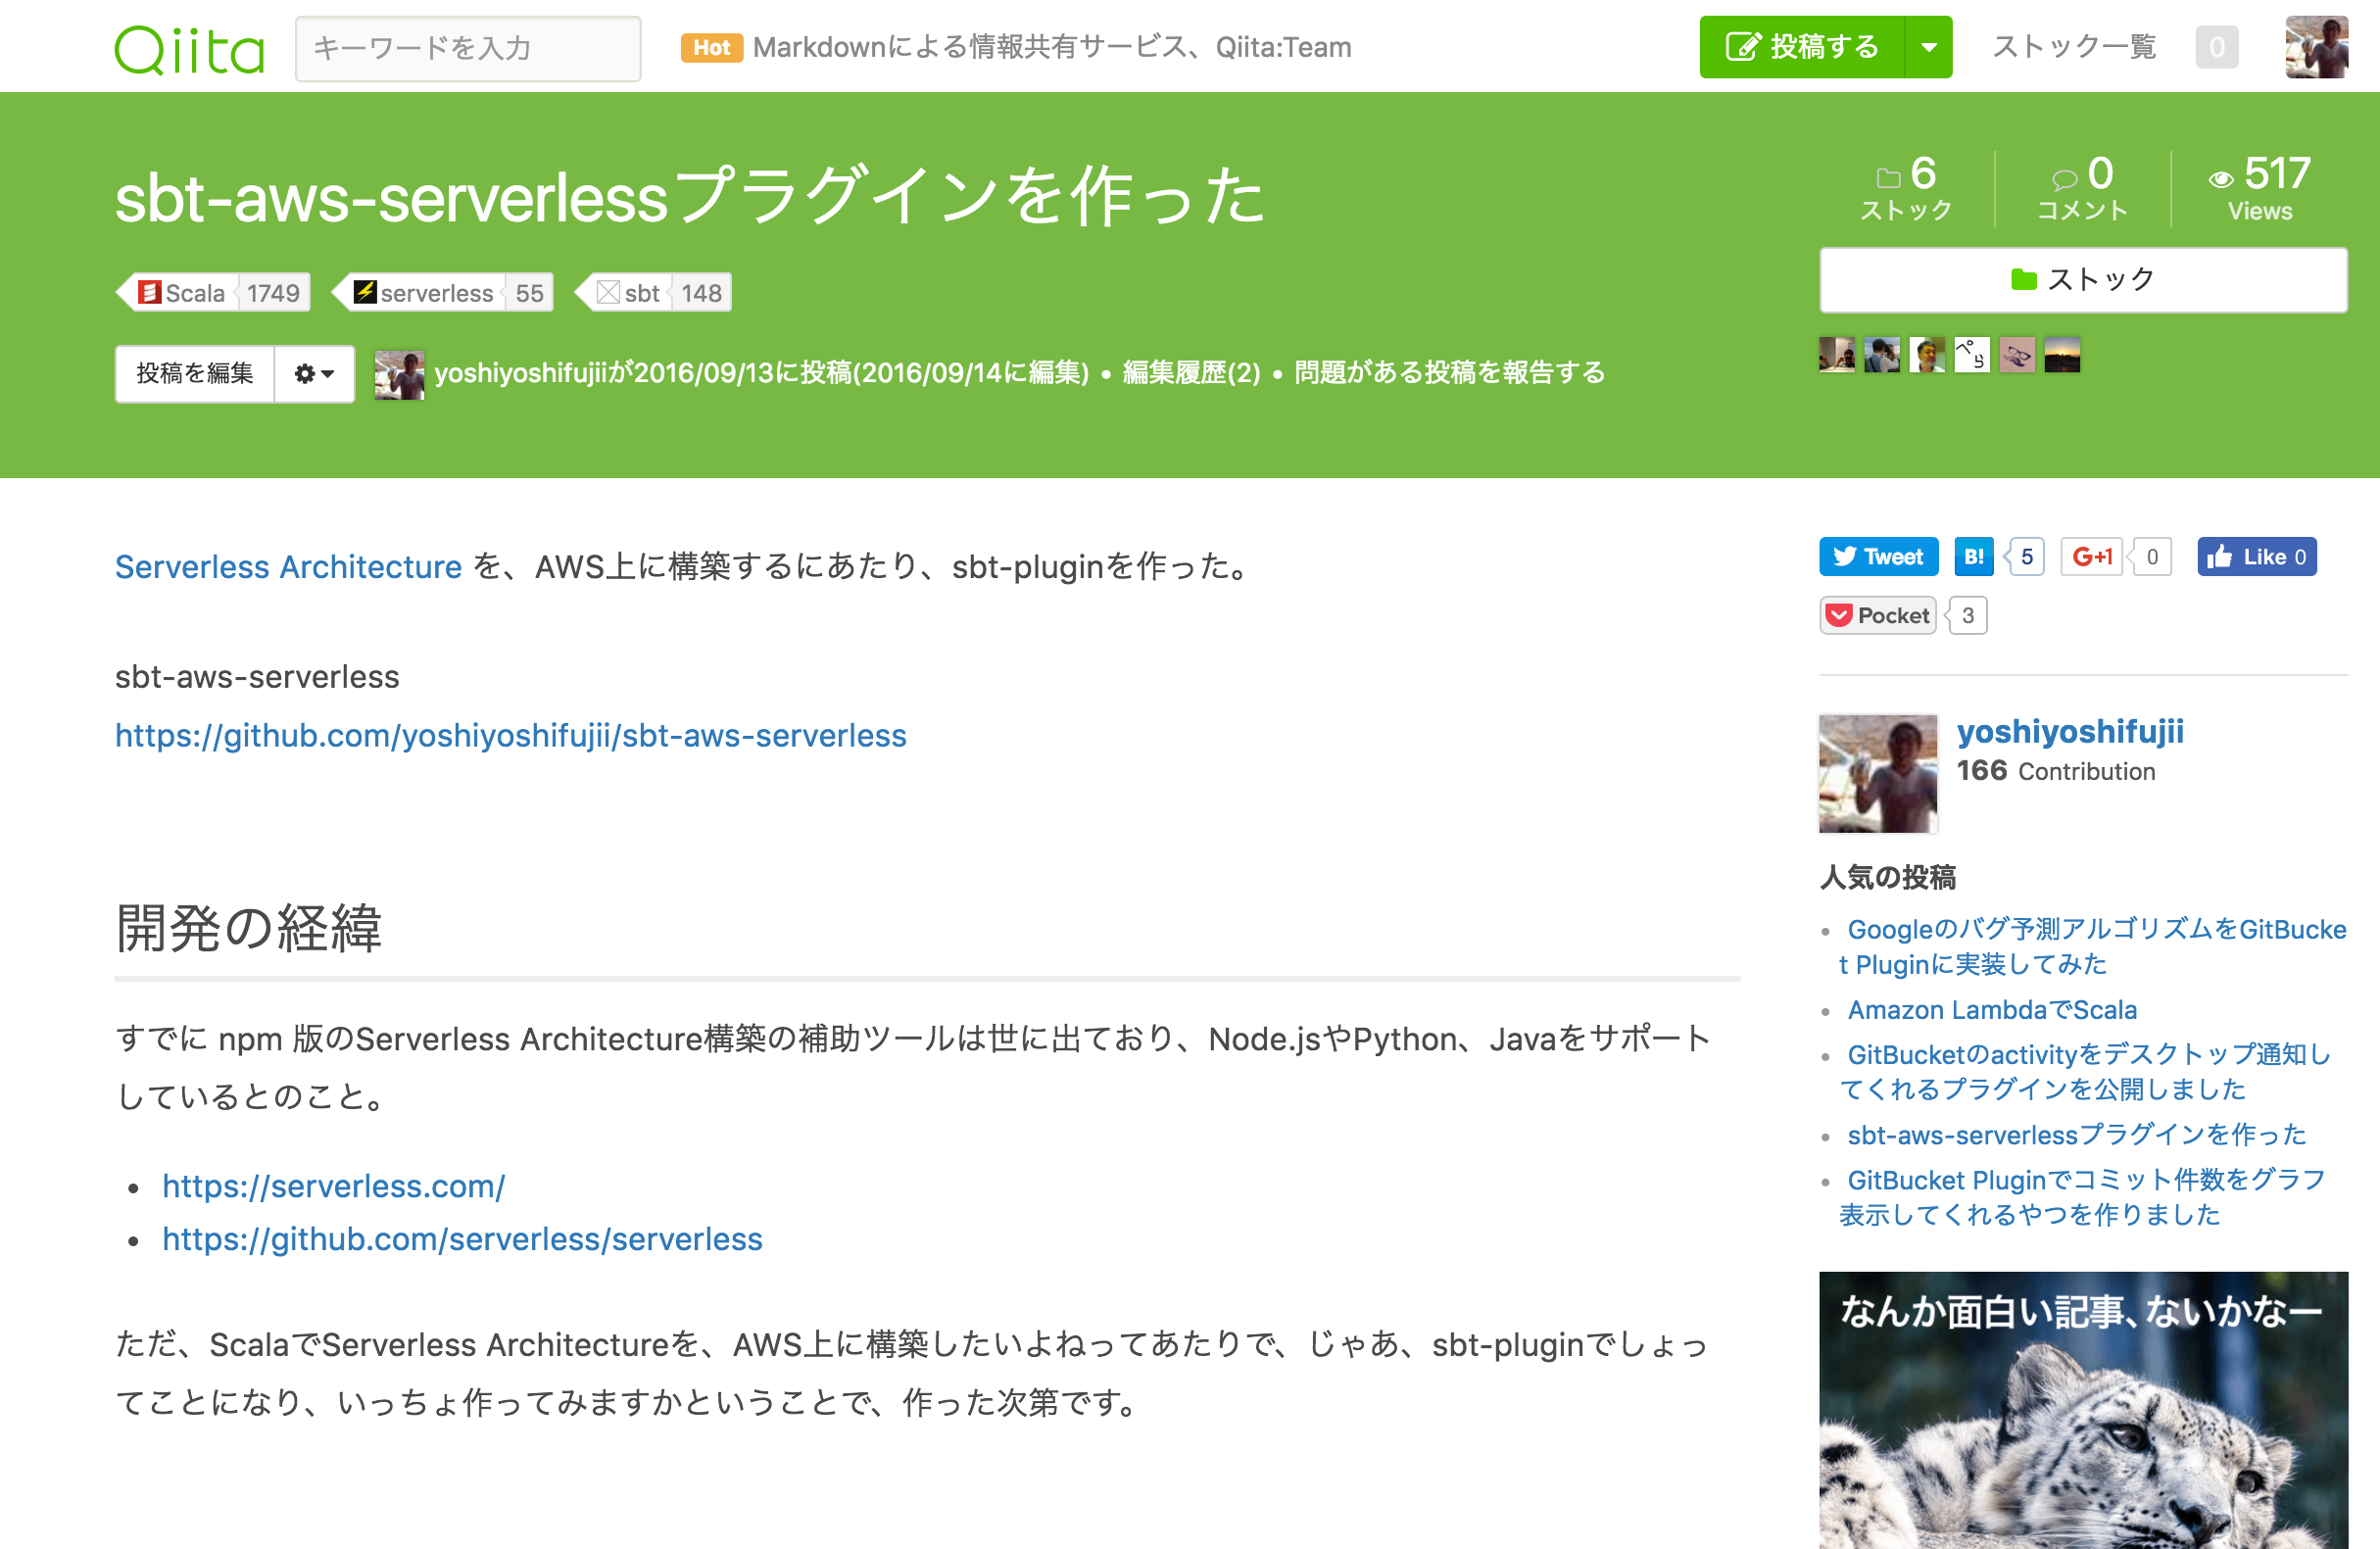 Qiita
キーワードを入力
Hot Markdownによる情報共有サービス、Qiita:Team
投稿する
ストック一覧
0
sbt-aws-serverlessプラグインを作った
6 ストック
0 コメント
517 Views
Scala 1749
serverless 55
sbt 148
ストック
ぺら
投稿を編集
yoshiyoshifujiiが2016/09/13に投稿(2016/09/14に編集) • 編集履歴(2) • 問題がある投稿を報告する
Serverless Architecture を、AWS上に構築するにあたり、sbt-pluginを作った。
sbt-aws-serverless
https://github.com/yoshiyoshifujii/sbt-aws-serverless
開発の経緯
すでに npm 版のServerless Architecture構築の補助ツールは世に出ており、Node.jsやPython、Javaをサポート
しているとのこと。
• https://serverless.com/
• https://github.com/serverless/serverless
ただ、ScalaでServerless Architectureを、AWS上に構築したいよねってあたりで、じゃあ、sbt-pluginでしょっ
てことになり、いっちょ作ってみますかということで、作った次第です。
Tweet
B! 5
G+1 0
Like 0
Pocket 3
yoshiyoshifujii
166 Contribution
人気の投稿
• Googleのバグ予測アルゴリズムをGitBucke
t Pluginに実装してみた
• Amazon LambdaでScala
• GitBucketのactivityをデスクトップ通知し
てくれるプラグインを公開しました
• sbt-aws-serverlessプラグインを作った
• GitBucket Pluginでコミット件数をグラフ
表示してくれるやつを作りました
なんか面白い記事、ないかなー